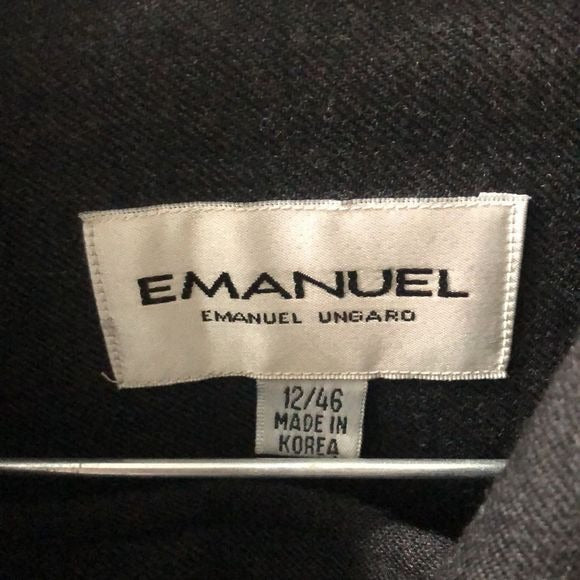 EMANUEL
EMANUEL UNGARO
12/46
MADE IN
KOREA